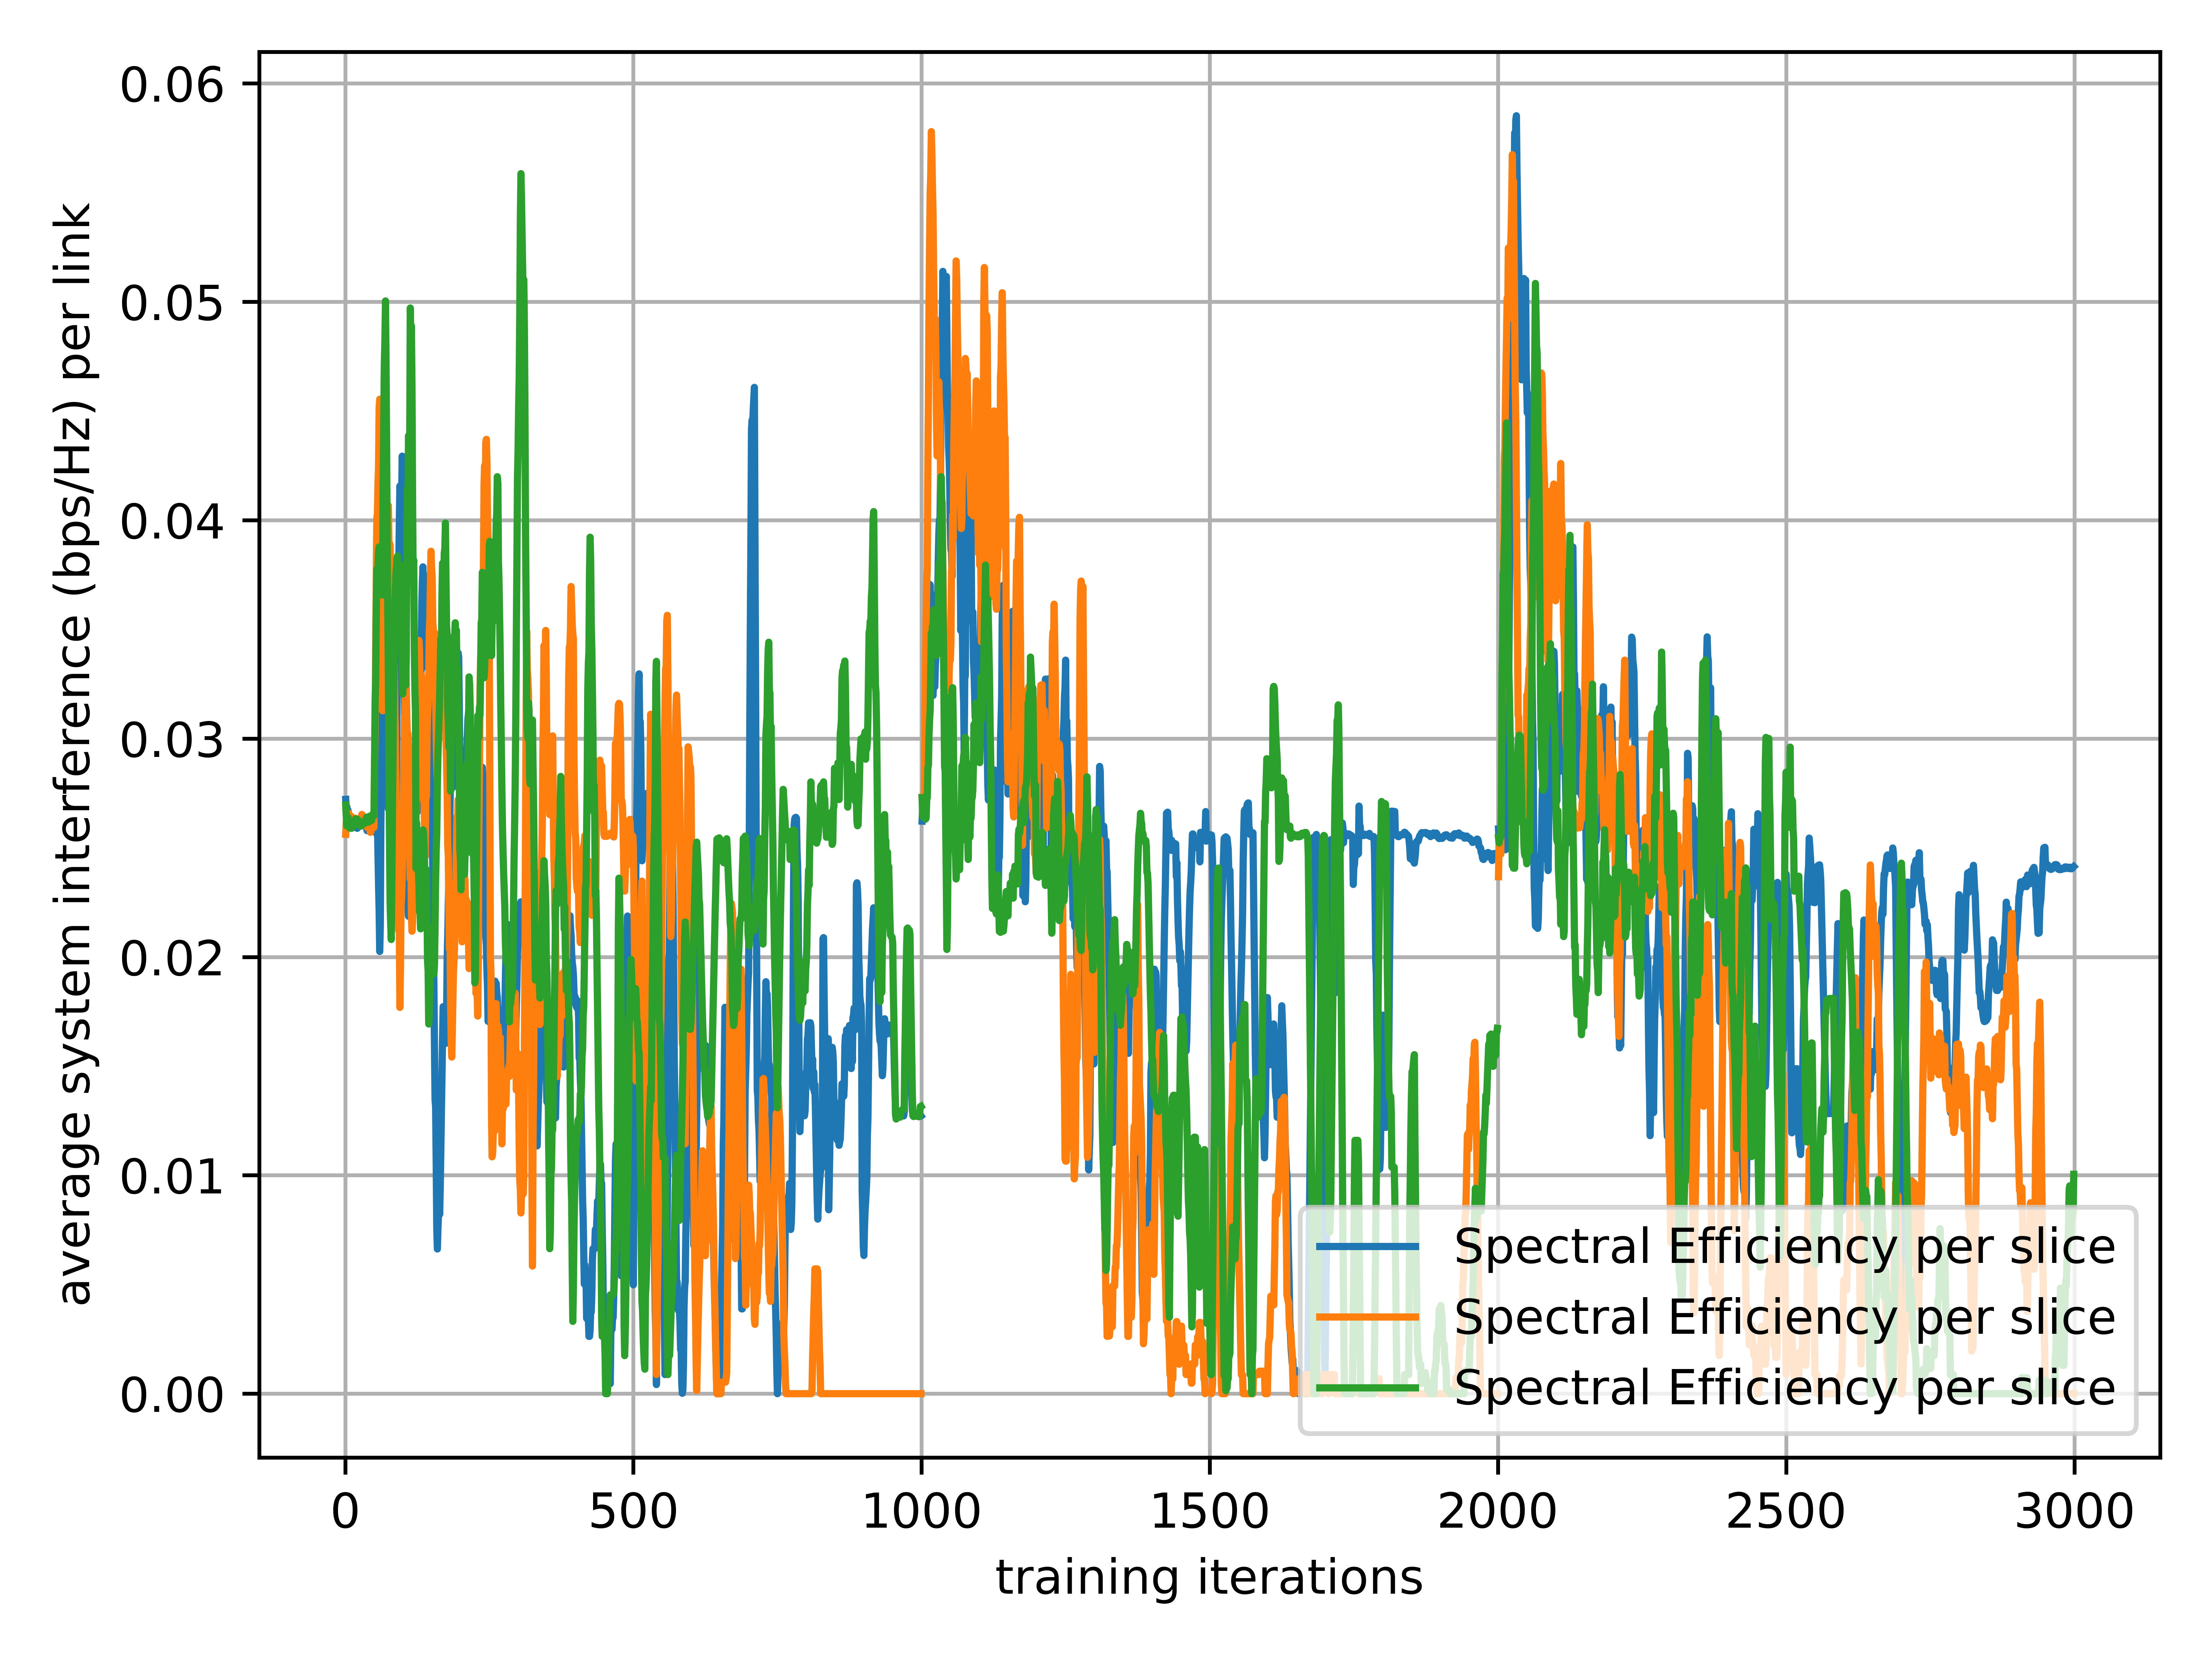 average system interference (bps/Hz) per link
0.06
0.05
0.04
0.03
0.02
0.01
0.00
Spectral Efficiency per slice
Spectral Efficiency per slice
Spectral Efficiency per slice
0 500 1000 1500 2000 2500 3000
training iterations